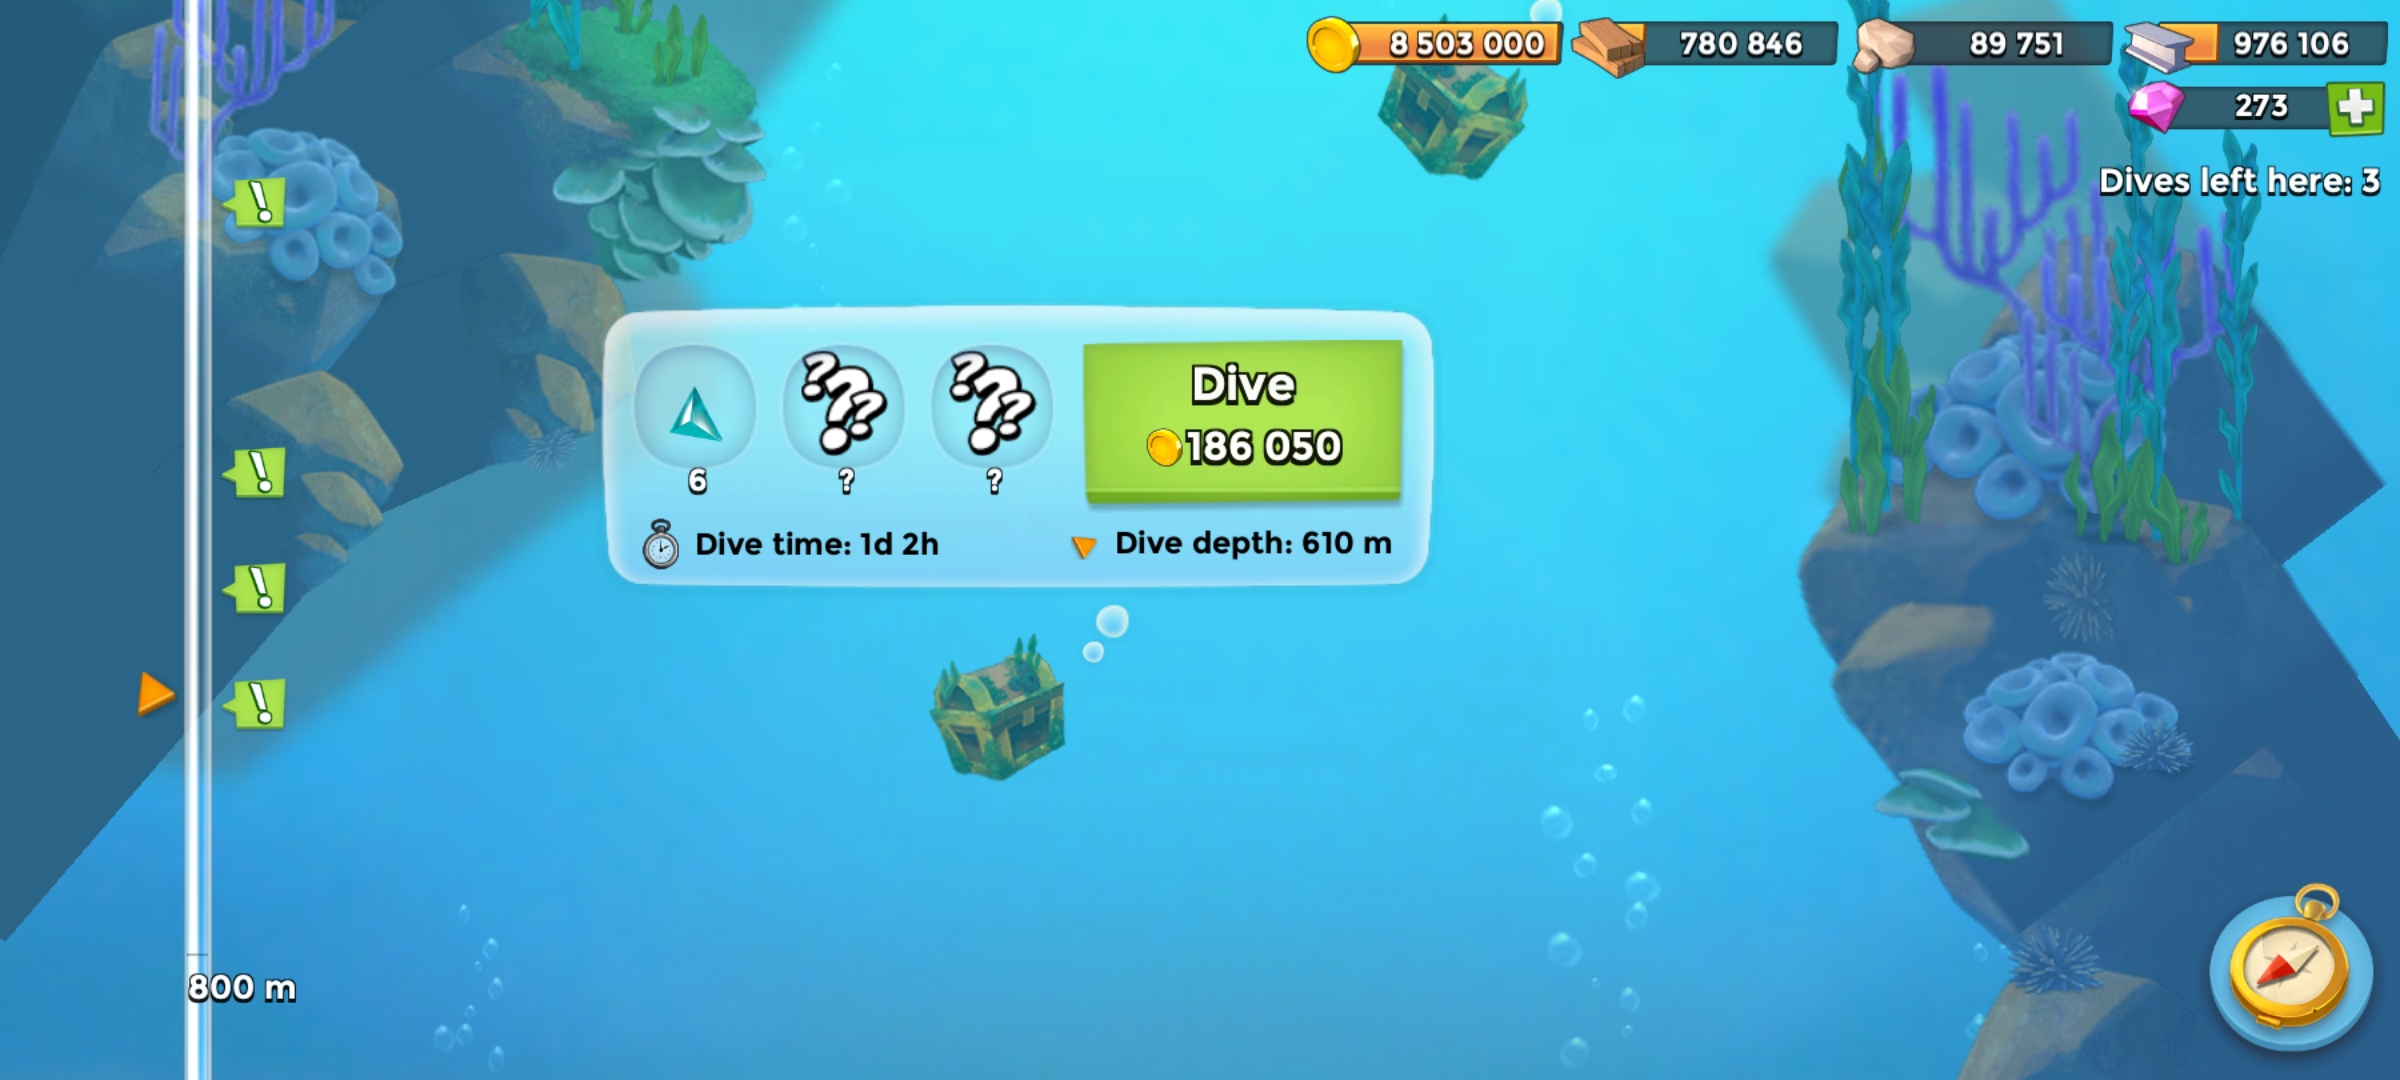 8 503 000
780 846
89 751
976 106
273
Dives left here: 3
Dive
186 050
6
?
?
Dive time: 1d 2h
Dive depth: 610 m
800 m